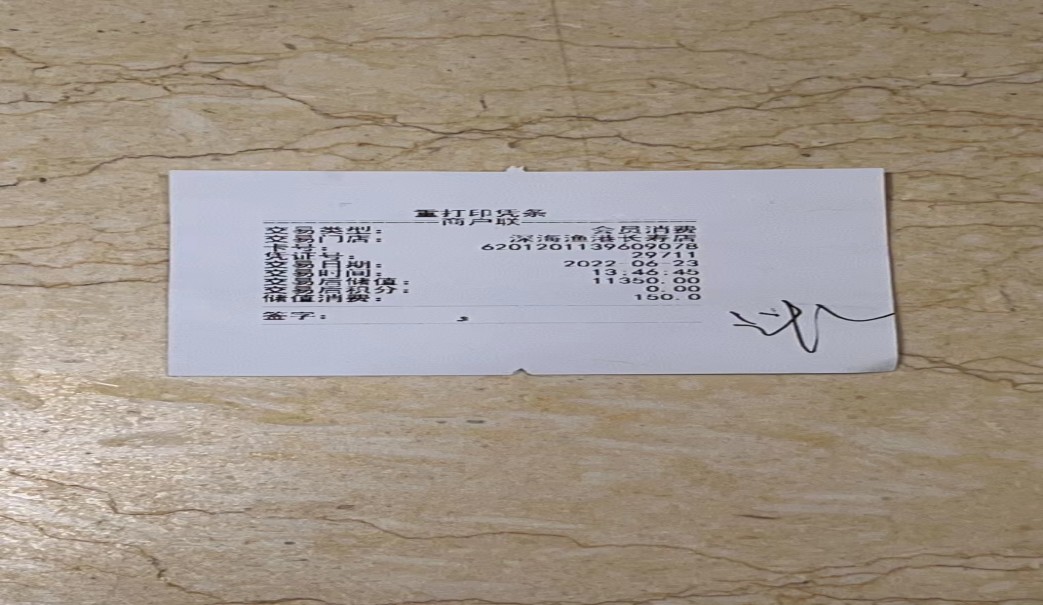 重打印凭条
商户联
交易类型: 会员消费
交易门店: 深海渔港长寿店
卡号: 6201201139609078
凭证号: 29711
交易日期: 2022-06-23
交易时间: 13:46:45
交易后储值: 11350.00
交易后积分: 0.00
储值消费: 150.0
签字: